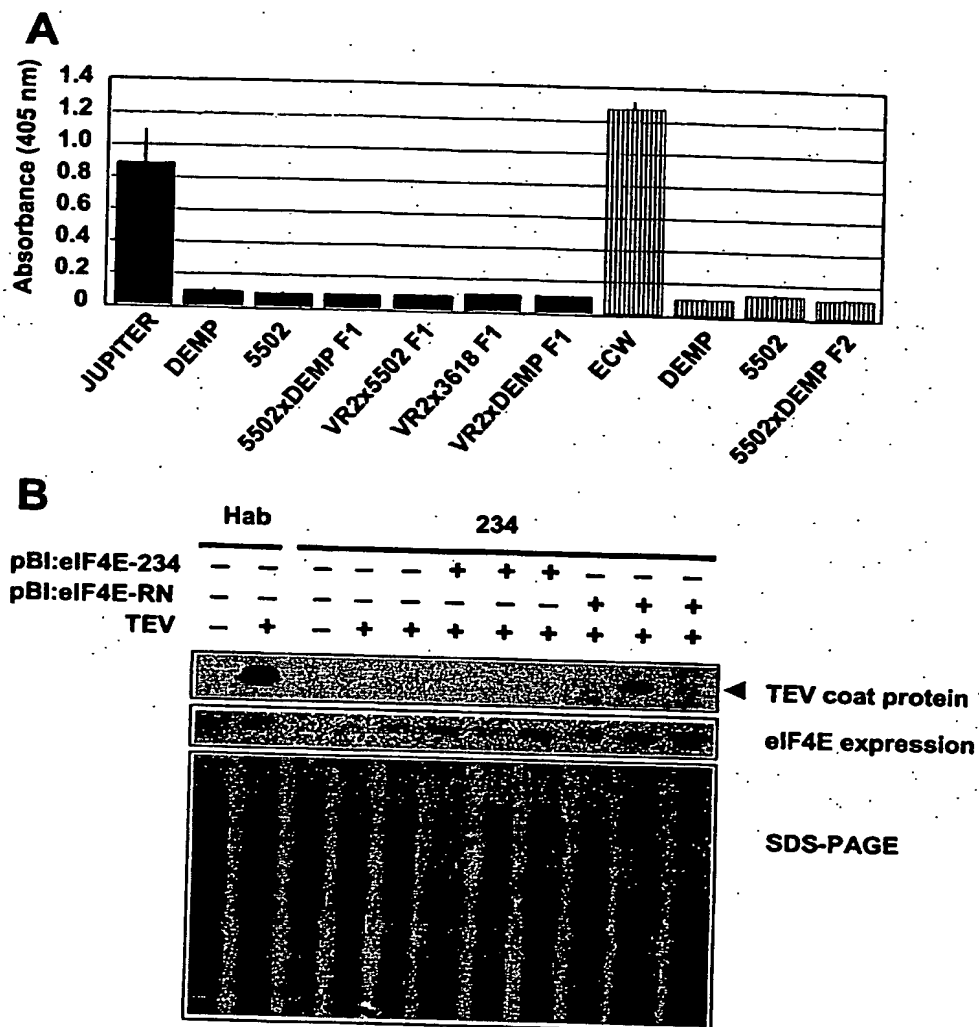 A
Absorbance (405 nm)
1.4
1.2
1.0
0.8
0.6
0.4
0.2
0
JUPITER
DEMP
5502
5502xDEMP F1
VR2x5502 F1
VR2x3618 F1
VR2xDEMP F1
ECW
DEMP
5502
5502xDEMP F2
B
Hab 234
pBI:eIF4E-234 − − − − − + + + − − −
pBI:eIF4E-RN − − − − − − − − + + +
TEV − + − + + + + + + + +
TEV coat protein
eIF4E expression
SDS-PAGE